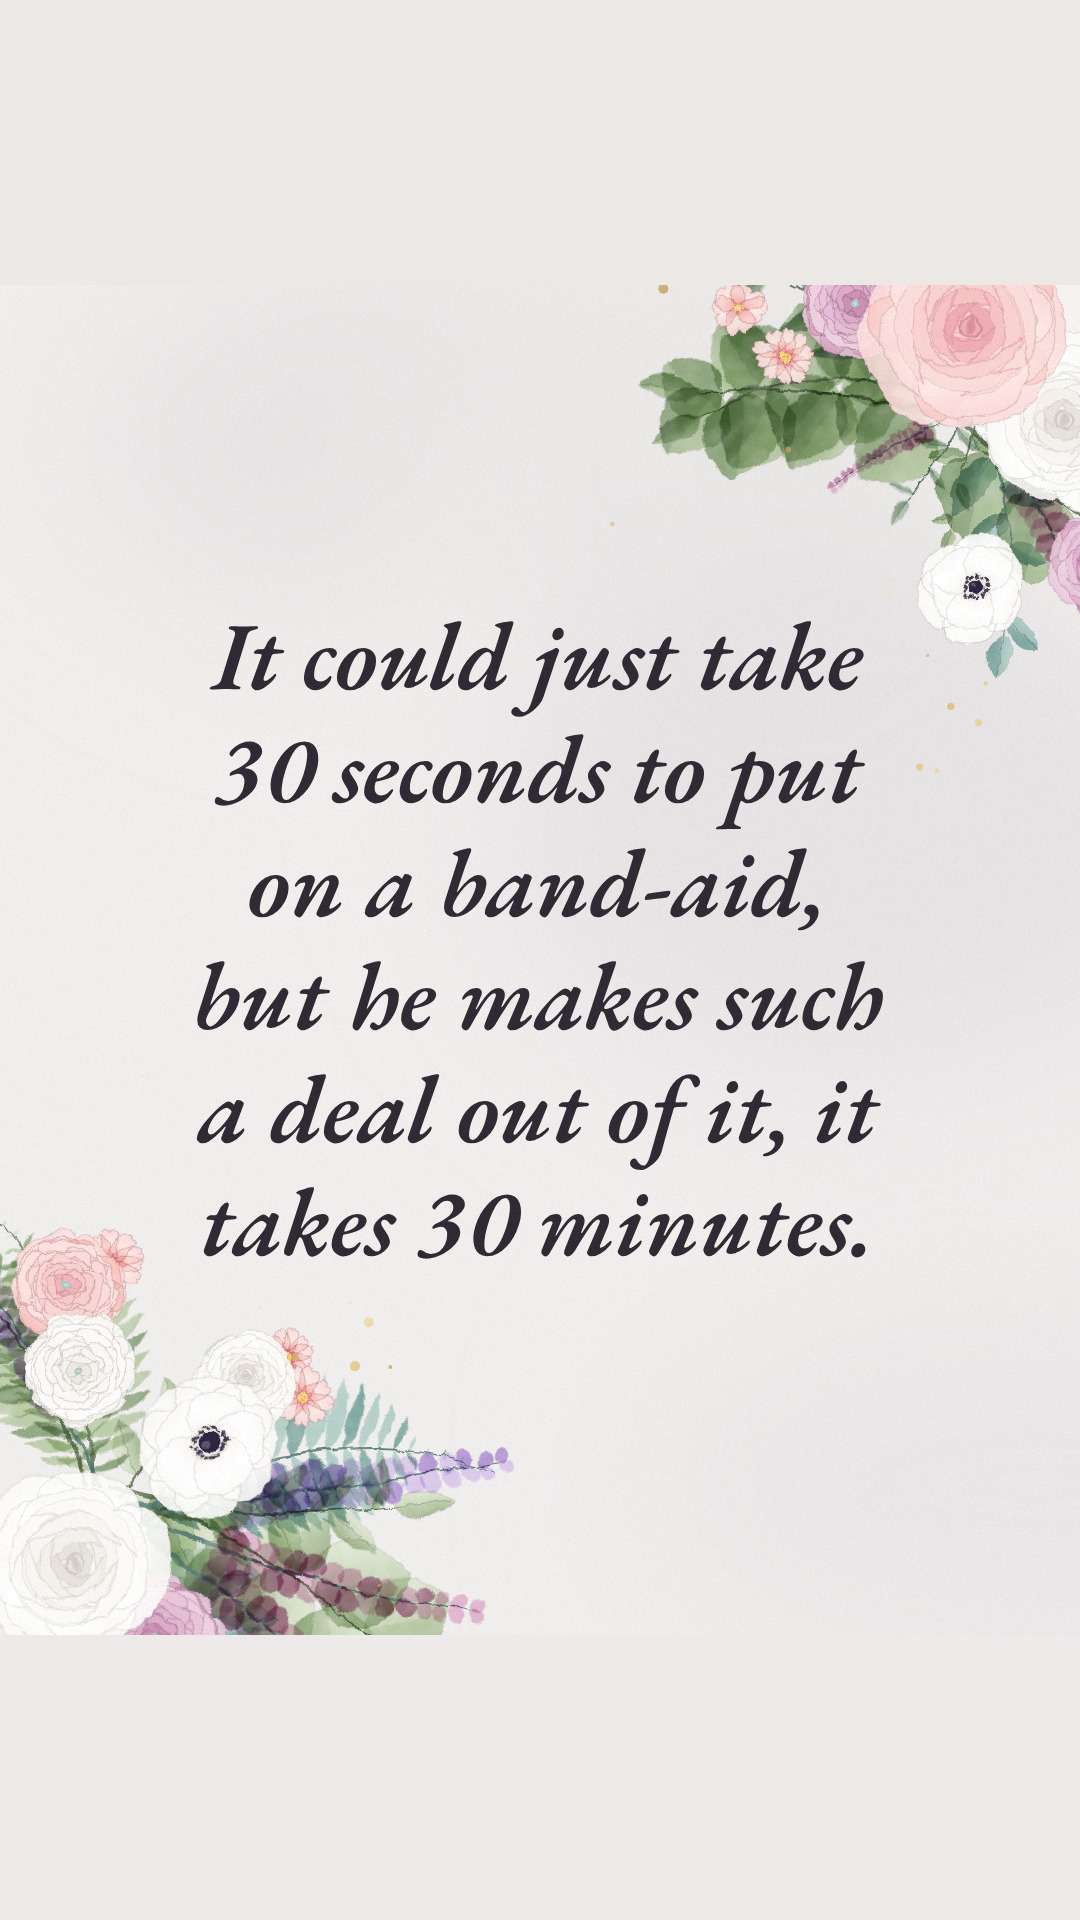 It could just take
30 seconds to put
on a band-aid,
but he makes such
a deal out of it, it
takes 30 minutes.